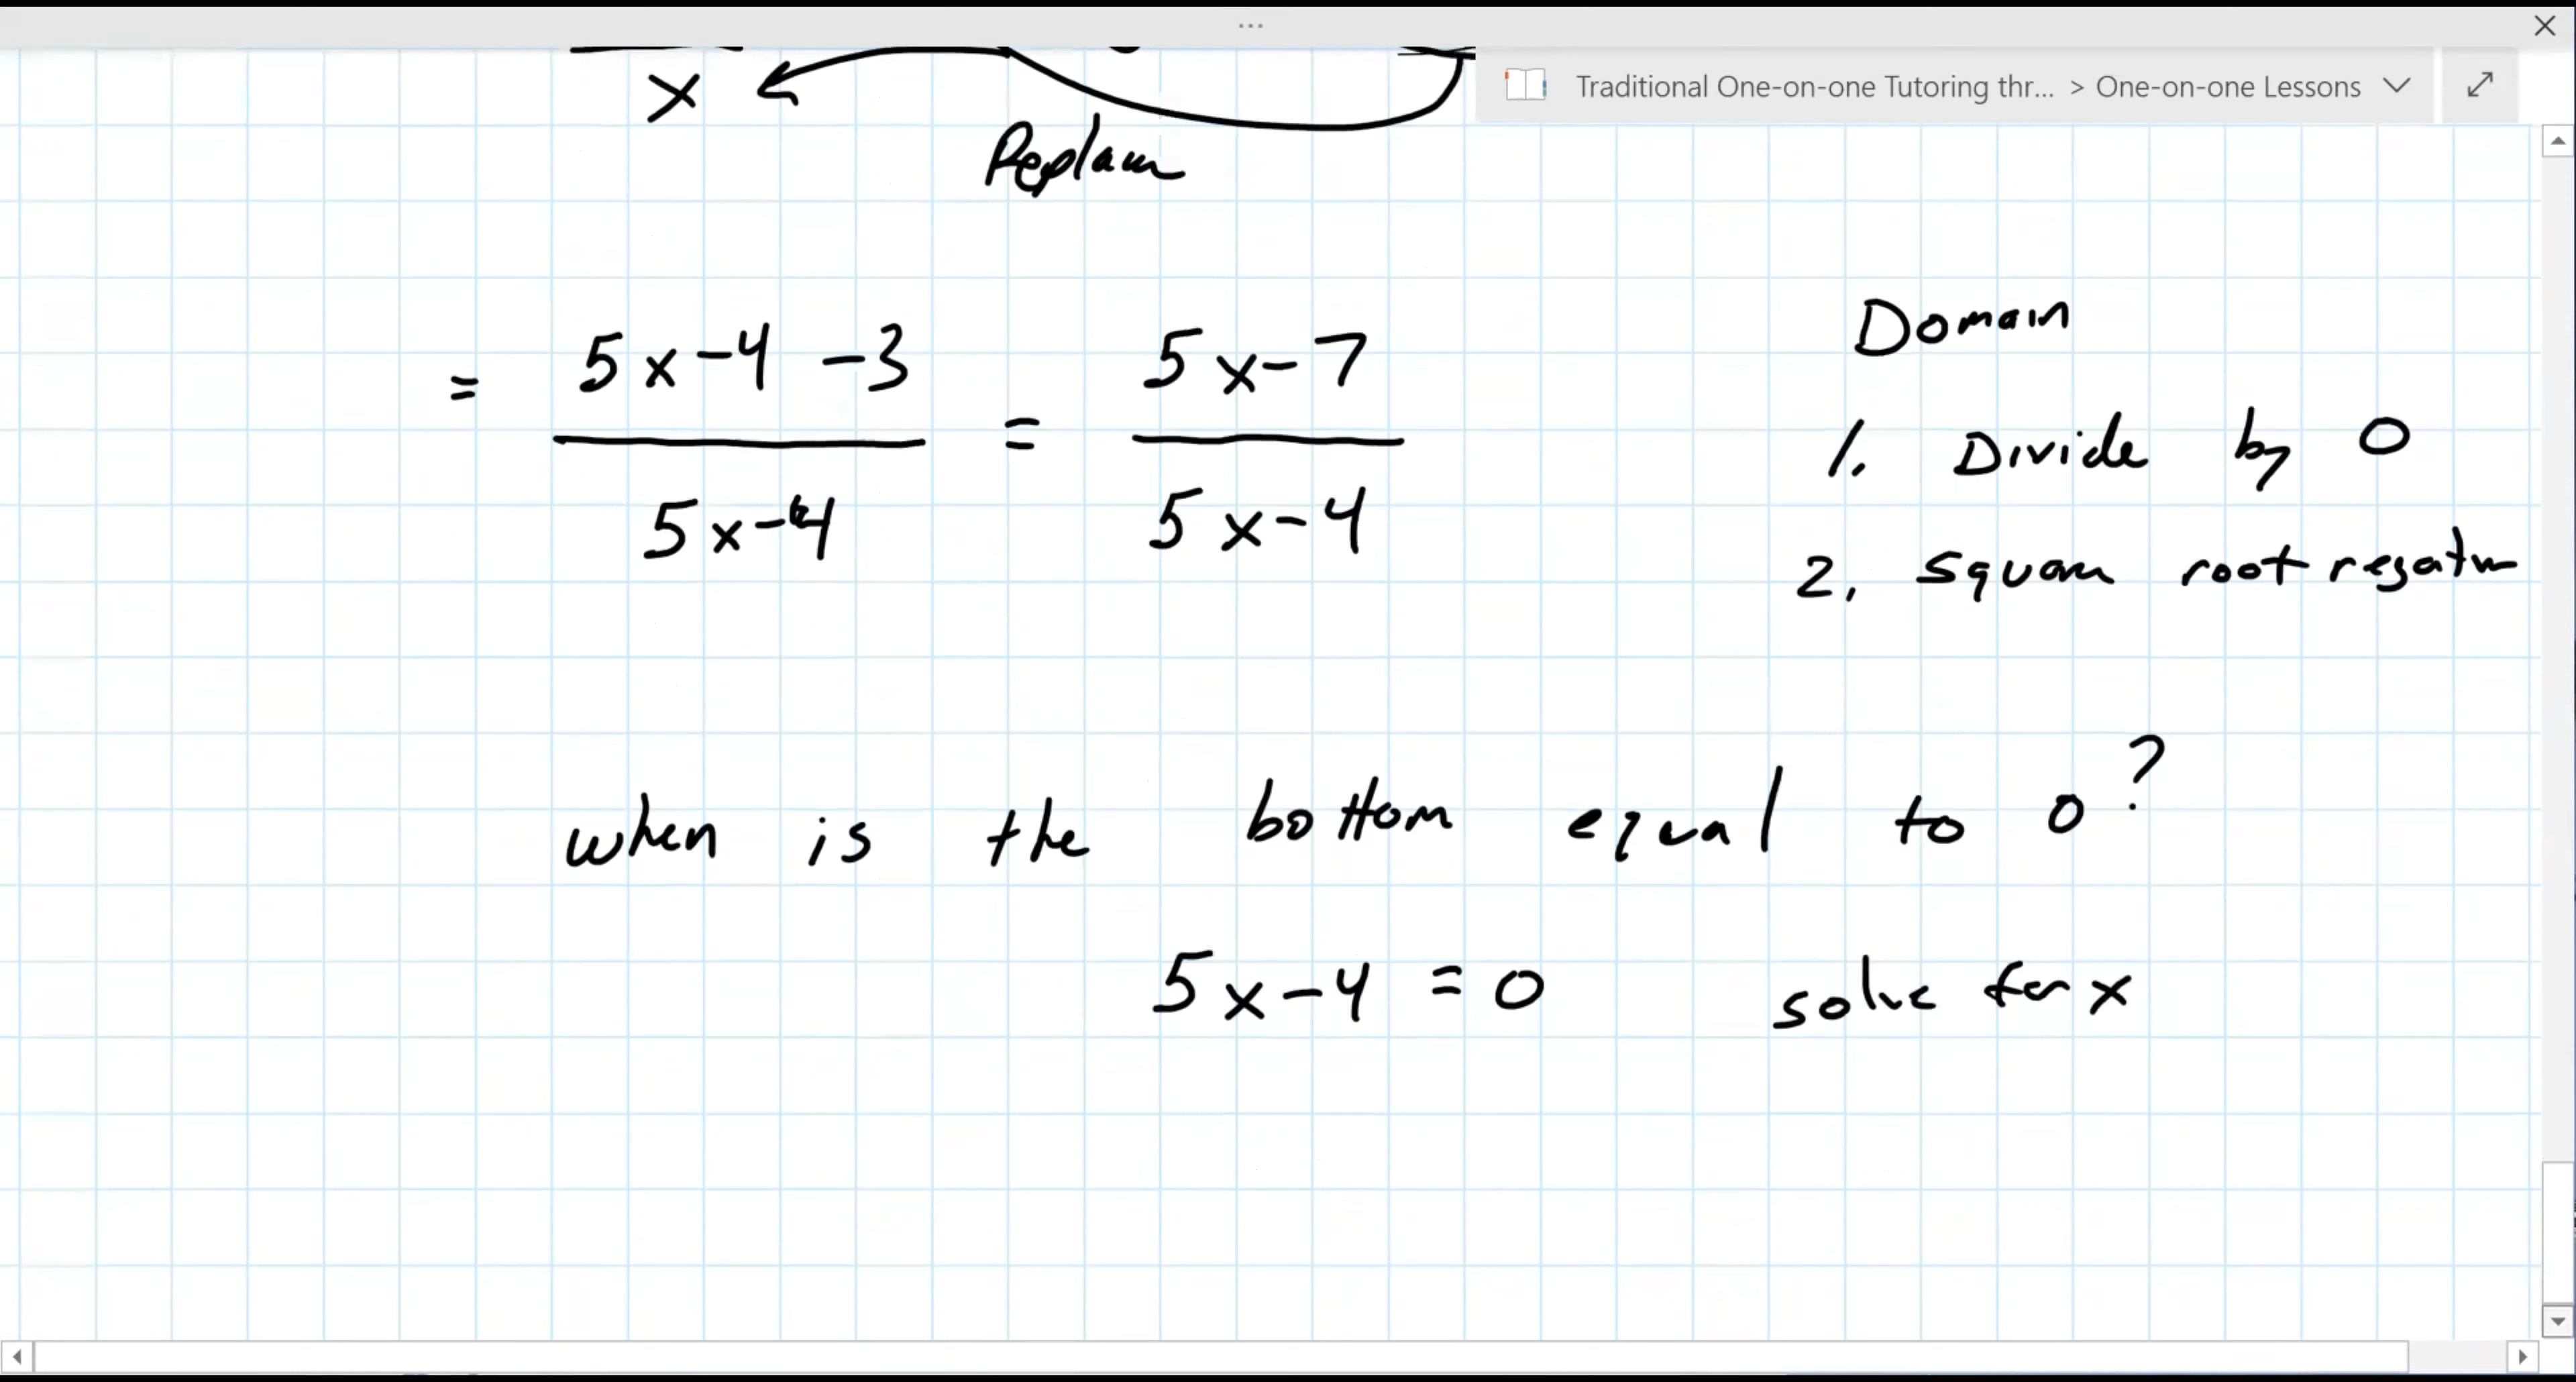 ...
Traditional One-on-one Tutoring thr... > One-on-one Lessons
x
Replace
Domain
= 5x-4 -3 / 5x-4 = 5x-7 / 5x-4
1. Divide by 0
2. Square root negative
when is the bottom equal to 0?
5x-4 = 0 solve for x